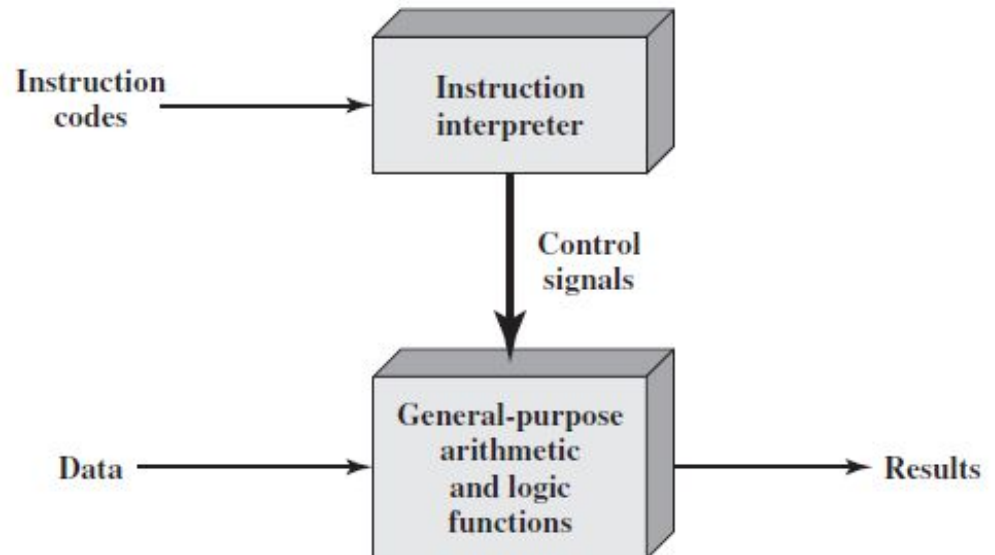 Instruction
codes
Instruction
interpreter
Control
signals
Data
General-purpose
arithmetic
and logic
functions
Results